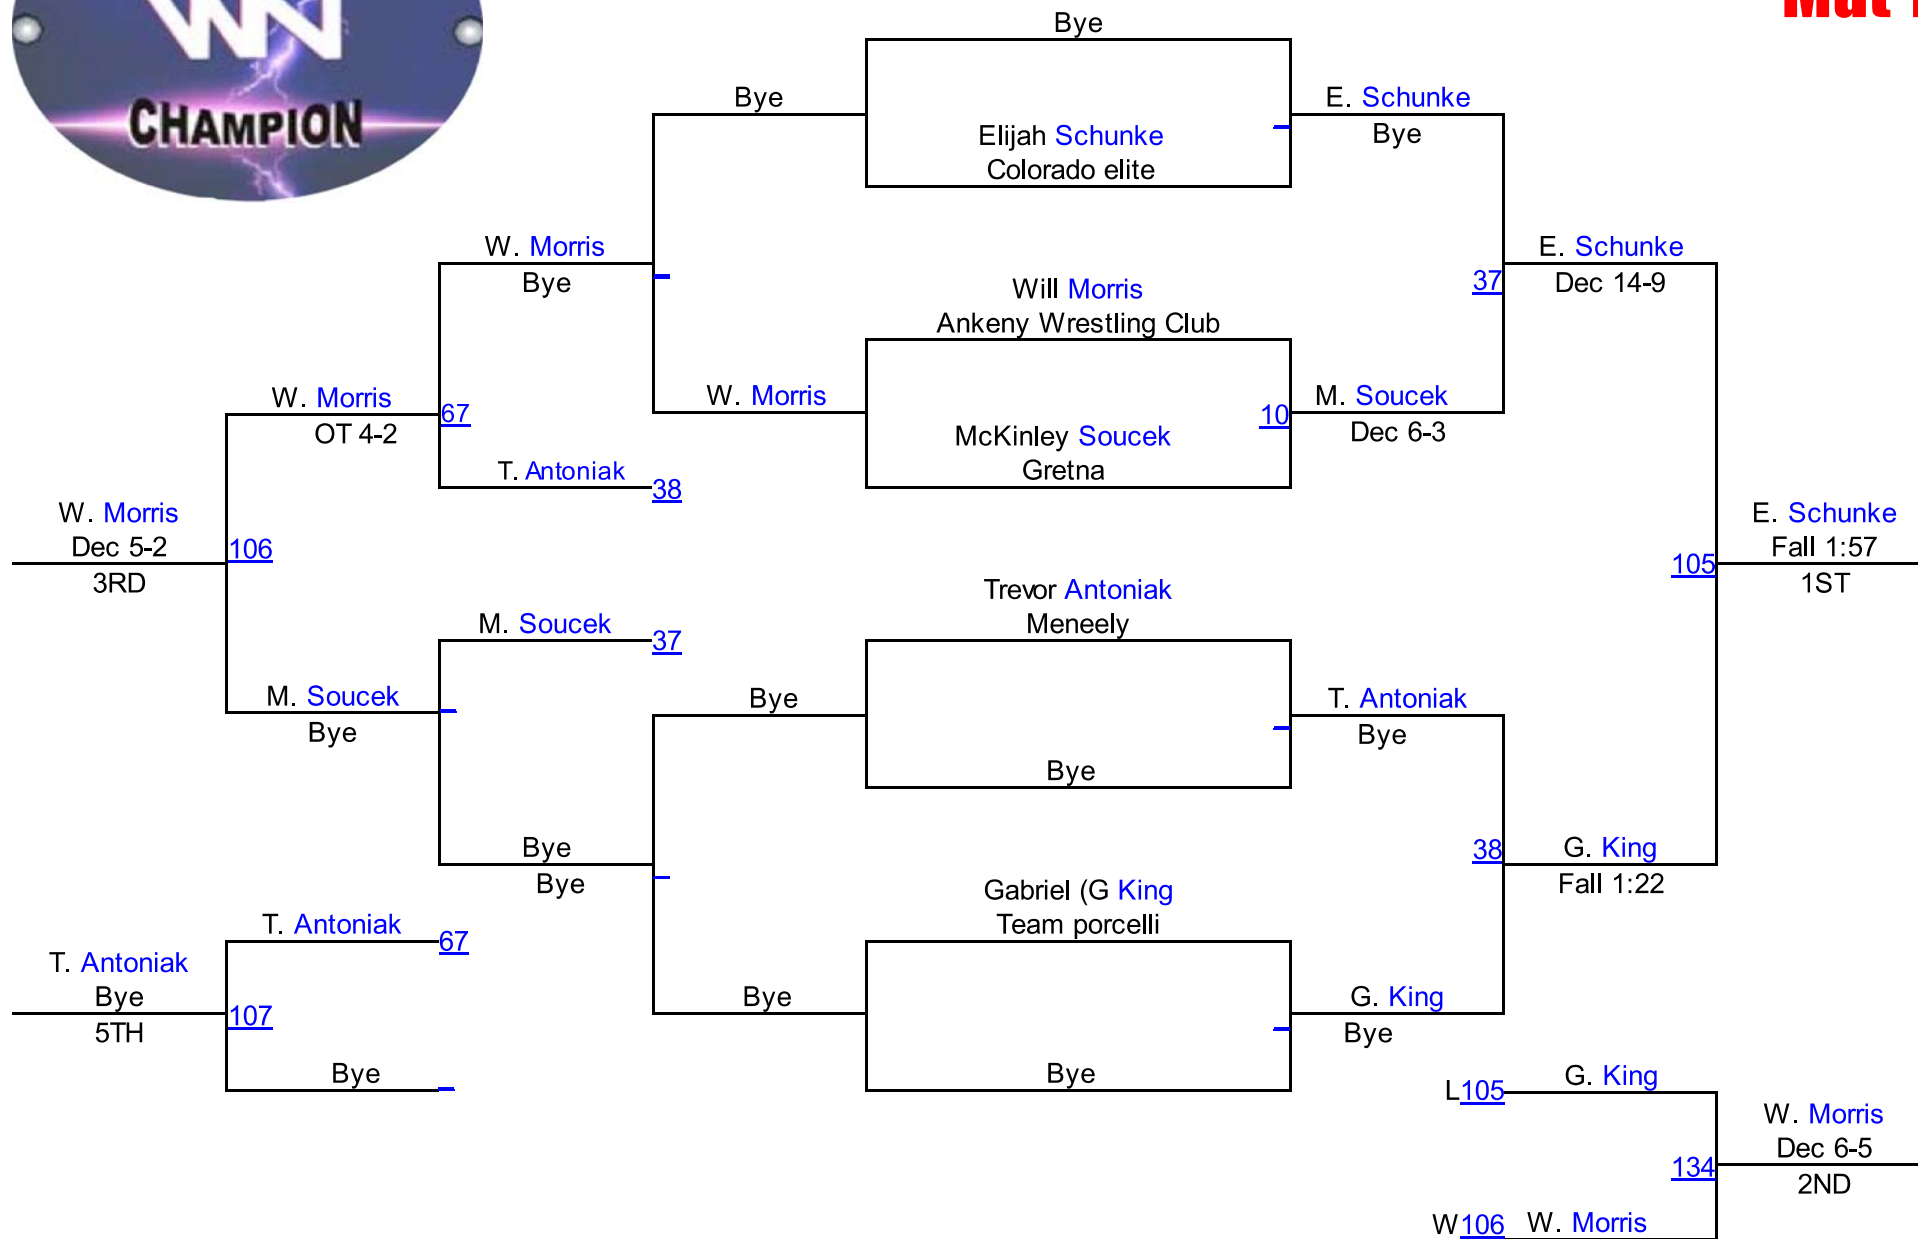 CHAMPION
Bye
Bye
E. Schunke
Bye
Elijah Schunke
Colorado elite
W. Morris
Bye
E. Schunke
Dec 14-9
37
Will Morris
Ankeny Wrestling Club
W. Morris
OT 4-2
67
W. Morris
10
M. Soucek
Dec 6-3
McKinley Soucek
Gretna
T. Antoniak
38
W. Morris
Dec 5-2
3RD
106
E. Schunke
Fall 1:57
1ST
105
Trevor Antoniak
Meneely
M. Soucek
37
M. Soucek
Bye
Bye
T. Antoniak
Bye
Bye
Bye
Bye
38
G. King
Fall 1:22
Gabriel (G King
Team porcelli
T. Antoniak
67
T. Antoniak
Bye
5TH
107
Bye
G. King
Bye
Bye
Bye
L105
G. King
W. Morris
Dec 6-5
2ND
134
W106
W. Morris